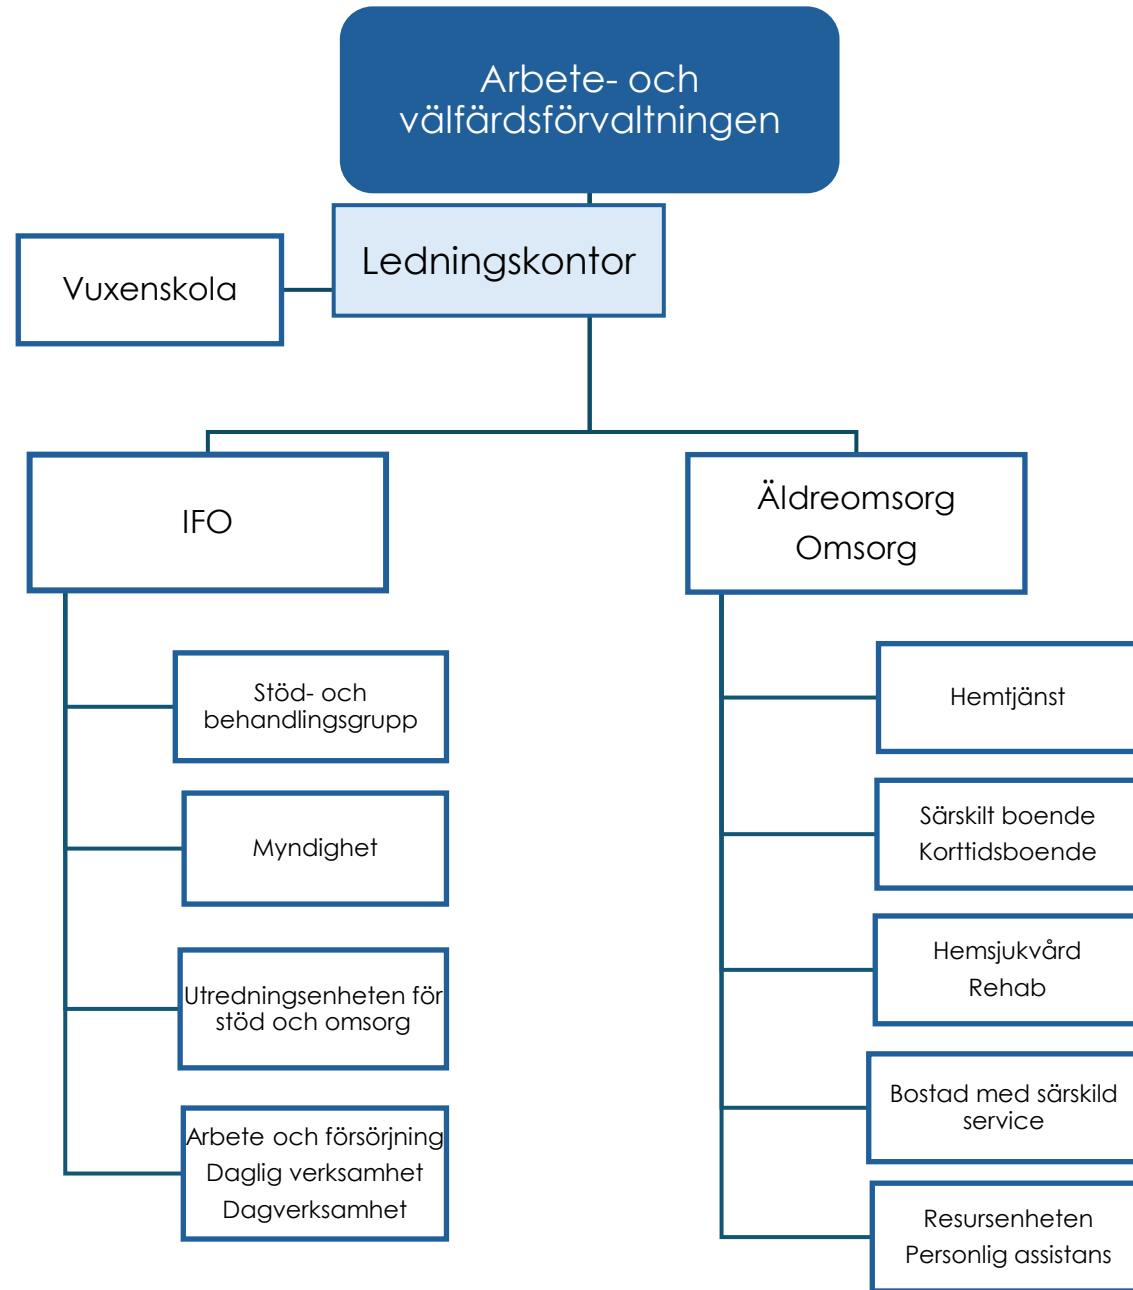 Arbete- och
välfärdsförvaltningen
Ledningskontor
Vuxenskola
IFO
Äldreomsorg
Omsorg
Stöd- och
behandlingsgrupp
Myndighet
Utredningsenheten för
stöd och omsorg
Arbete och försörjning
Daglig verksamhet
Dagverksamhet
Hemtjänst
Särskilt boende
Korttidsboende
Hemsjukvård
Rehab
Bostad med särskild
service
Resursenheten
Personlig assistans